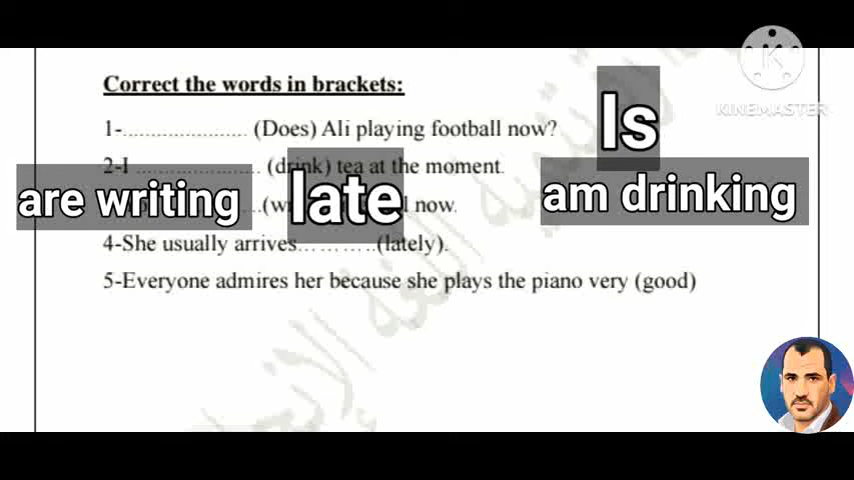 Correct the words in brackets:
1-...................... (Does) Ali playing football now?
Is
2-I ...................... (drink) tea at the moment.
am drinking
are writing
late
now.
4-She usually arrives............(lately).
5-Everyone admires her because she plays the piano very (good)
KINEMASTER